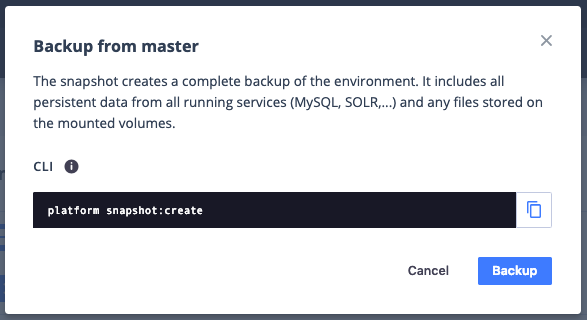 Backup from master
The snapshot creates a complete backup of the environment. It includes all
persistent data from all running services (MySQL, SOLR,...) and any files stored on
the mounted volumes.
CLI
platform snapshot:create
Cancel Backup